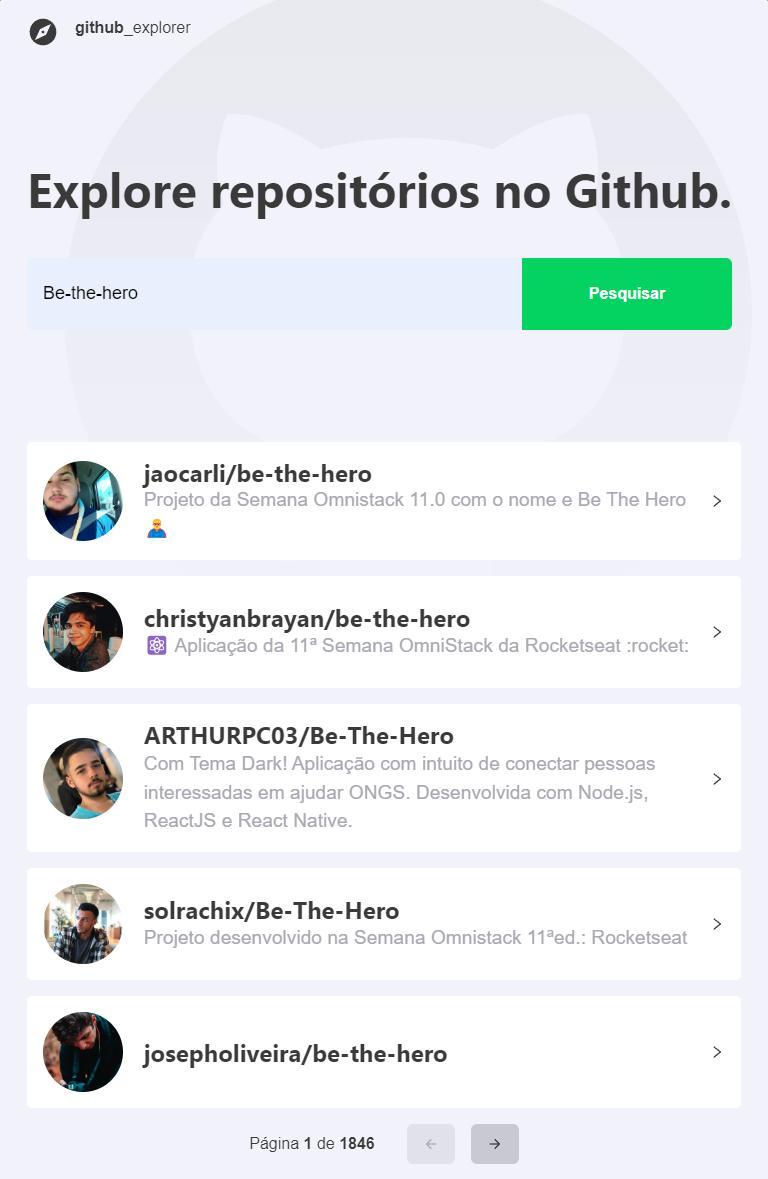 github_explorer
Explore repositórios no Github.
Be-the-hero
Pesquisar
jaocarli/be-the-hero
Projeto da Semana Omnistack 11.0 com o nome e Be The Hero
christyanbrayan/be-the-hero
Aplicação da 11ª Semana OmniStack da Rocketseat :rocket:
ARTHURPC03/Be-The-Hero
Com Tema Dark! Aplicação com intuito de conectar pessoas
interessadas em ajudar ONGS. Desenvolvida com Node.js,
ReactJS e React Native.
solrachix/Be-The-Hero
Projeto desenvolvido na Semana Omnistack 11ªed.: Rocketseat
josepholiveira/be-the-hero
Página 1 de 1846